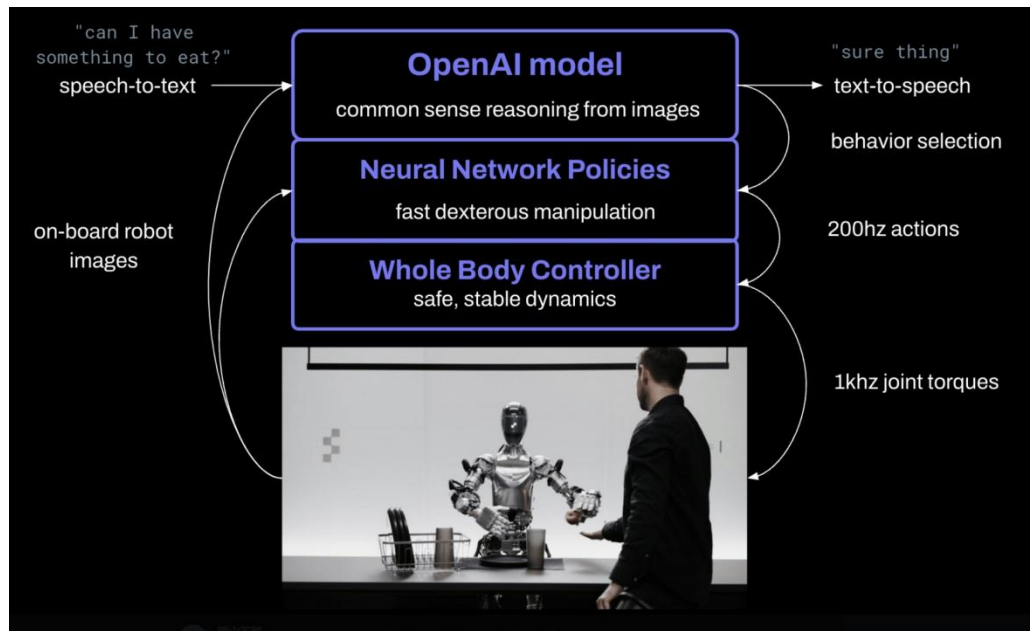 "can I have
something to eat?"
speech-to-text
OpenAI model
common sense reasoning from images
"sure thing"
text-to-speech
behavior selection
Neural Network Policies
fast dexterous manipulation
on-board robot
images
200hz actions
Whole Body Controller
safe, stable dynamics
1khz joint torques